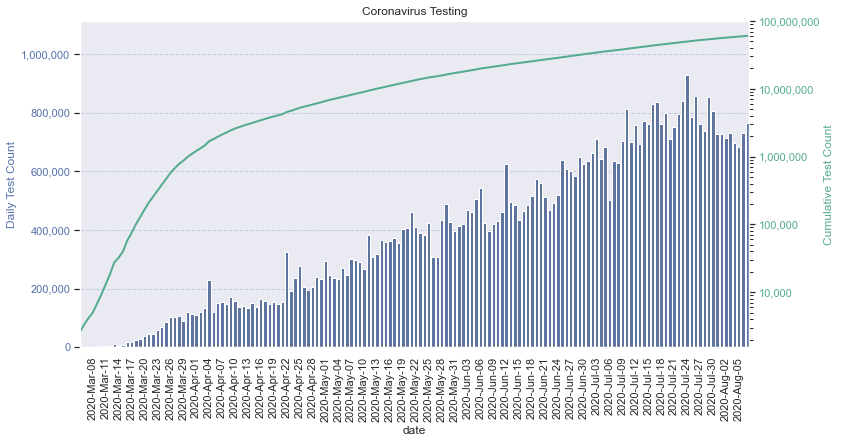 Coronavirus Testing
Daily Test Count
1,000,000
800,000
600,000
400,000
200,000
0
100,000,000
10,000,000
1,000,000
100,000
10,000
Cumulative Test Count
2020-Mar-08
2020-Mar-11
2020-Mar-14
2020-Mar-17
2020-Mar-20
2020-Mar-23
2020-Mar-26
2020-Mar-29
2020-Apr-01
2020-Apr-04
2020-Apr-07
2020-Apr-10
2020-Apr-13
2020-Apr-16
2020-Apr-19
2020-Apr-22
2020-Apr-25
2020-Apr-28
2020-May-01
2020-May-04
2020-May-07
2020-May-10
2020-May-13
2020-May-16
2020-May-19
2020-May-22
2020-May-25
2020-May-28
2020-May-31
2020-Jun-03
2020-Jun-06
2020-Jun-09
2020-Jun-12
2020-Jun-15
2020-Jun-18
2020-Jun-21
2020-Jun-24
2020-Jun-27
2020-Jun-30
2020-Jul-03
2020-Jul-06
2020-Jul-09
2020-Jul-12
2020-Jul-15
2020-Jul-18
2020-Jul-21
2020-Jul-24
2020-Jul-27
2020-Jul-30
2020-Aug-02
2020-Aug-05
date